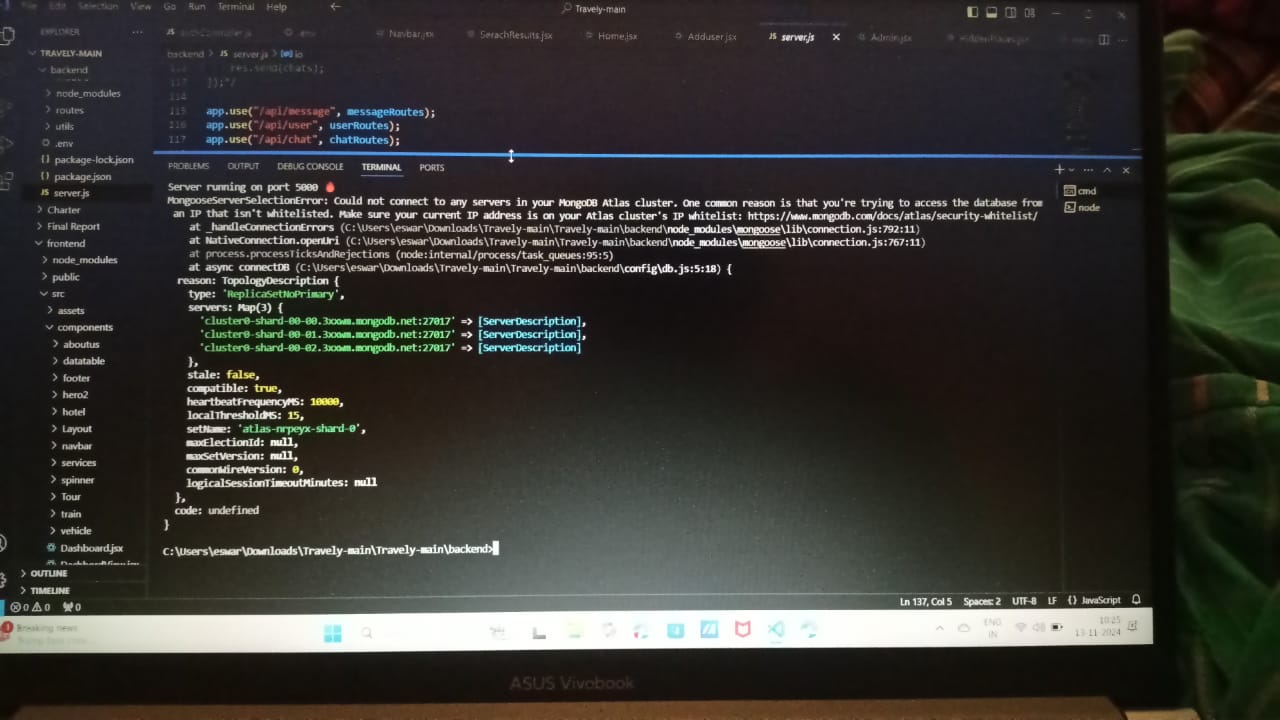 File Edit Selection View Go Run Terminal Help
Travely-main
EXPLORER
TRAVELY-MAIN
backend
node_modules
routes
utils
.env
package-lock.json
package.json
server.js
Charter
Final Report
frontend
node_modules
public
src
assets
components
aboutus
datatable
footer
hero2
hotel
Layout
navbar
services
spinner
Tour
train
vehicle
Dashboard.jsx
OUTLINE
TIMELINE
.env
Navbar.jsx
SerachResults.jsx
Home.jsx
Adduser.jsx
server.js
Admin.jsx
backend > server.js > io
res.send(chats);
113 });*/
114
115 app.use("/api/message", messageRoutes);
116 app.use("/api/user", userRoutes);
117 app.use("/api/chat", chatRoutes);
PROBLEMS OUTPUT DEBUG CONSOLE TERMINAL PORTS
cmd
node
Server running on port 5000 🔥
MongooseServerSelectionError: Could not connect to any servers in your MongoDB Atlas cluster. One common reason is that you're trying to access the database from
an IP that isn't whitelisted. Make sure your current IP address is on your Atlas cluster's IP whitelist: https://www.mongodb.com/docs/atlas/security-whitelist/
at _handleConnectionErrors (C:\Users\eswar\Downloads\Travely-main\Travely-main\backend\node_modules\mongoose\lib\connection.js:792:11)
at NativeConnection.openUri (C:\Users\eswar\Downloads\Travely-main\Travely-main\backend\node_modules\mongoose\lib\connection.js:767:11)
at process.processTicksAndRejections (node:internal/process/task_queues:95:5)
at async connectDB (C:\Users\eswar\Downloads\Travely-main\Travely-main\backend\config\db.js:5:18) {
reason: TopologyDescription {
type: 'ReplicaSetNoPrimary',
servers: Map(3) {
'cluster0-shard-00-00.3xxwm.mongodb.net:27017' => [ServerDescription],
'cluster0-shard-00-01.3xxwm.mongodb.net:27017' => [ServerDescription],
'cluster0-shard-00-02.3xxwm.mongodb.net:27017' => [ServerDescription]
},
stale: false,
compatible: true,
heartbeatFrequencyMS: 10000,
localThresholdMS: 15,
setName: 'atlas-nrpeyx-shard-0',
maxElectionId: null,
maxSetVersion: null,
commonWireVersion: 0,
logicalSessionTimeoutMinutes: null
},
code: undefined
}
C:\Users\eswar\Downloads\Travely-main\Travely-main\backend>
0 0 0
Ln 137, Col 5 Spaces: 2 UTF-8 LF {} JavaScript
Breaking news
ENG
IN
10:25
13-11-2024
ASUS Vivobook